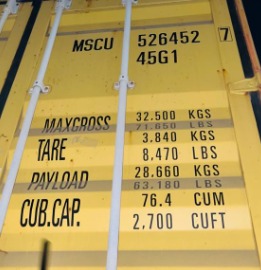 MSCU 526452 7
45G1
MAXGROSS 32.500 KGS
71.650 LBS
TARE 3.840 KGS
8,470 LBS
PAYLOAD 28.660 KGS
63.180 LBS
CUB.CAP. 76.4 CUM
2,700 CUFT